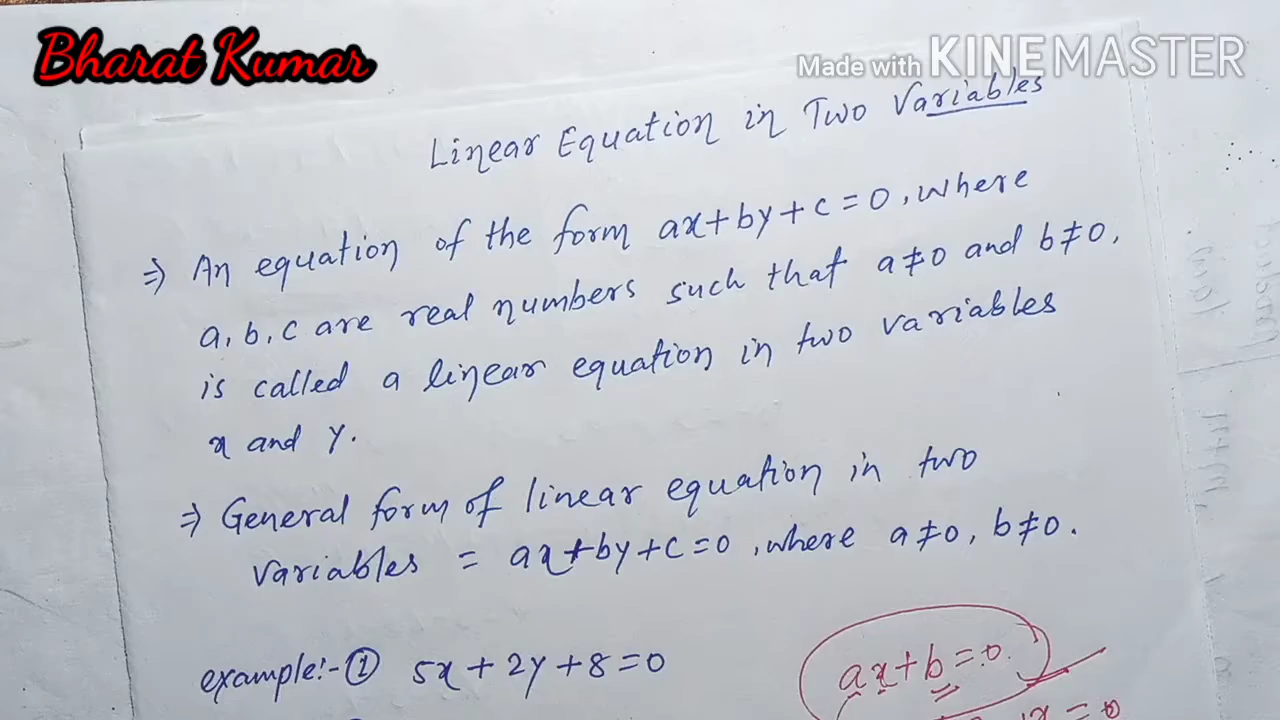 Bharat Kumar
Made with KINEMASTER
Linear Equation in Two Variables
⇒ An equation of the form ax+by+c=0, where
a, b, c are real numbers such that a≠0 and b≠0,
is called a linear equation in two variables
x and y.
⇒ General form of linear equation in two
variables = ax+by+c=0, where a≠0, b≠0.
example:- ① 5x+2y+8=0
ax+b=0.
x=0